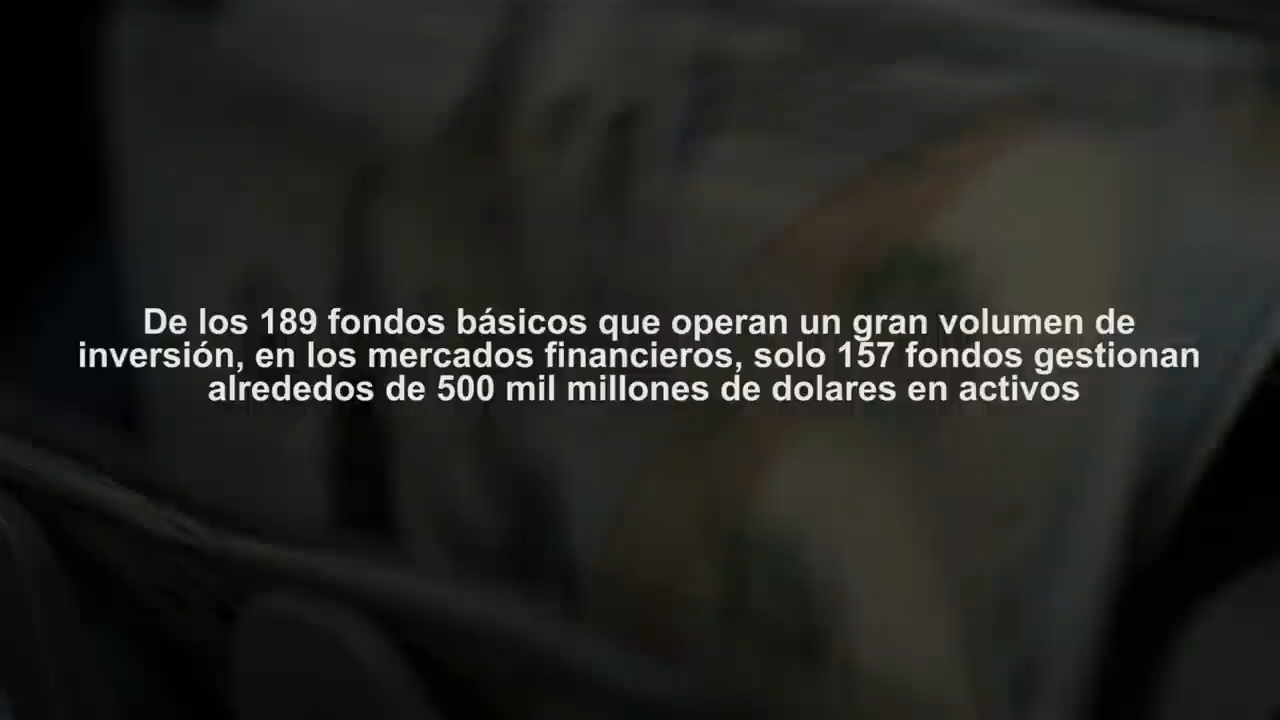 De los 189 fondos básicos que operan un gran volumen de
inversión, en los mercados financieros, solo 157 fondos gestionan
alrededos de 500 mil millones de dolares en activos